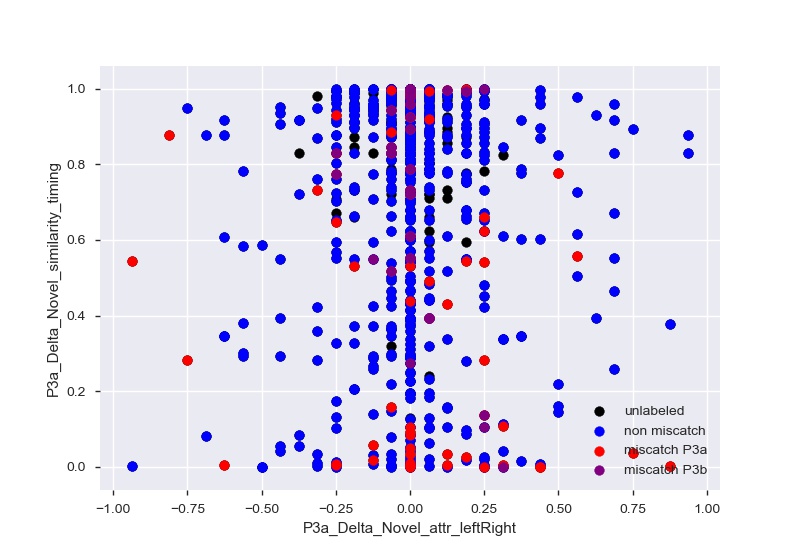 1.0
0.8
0.6
0.4
0.2
0.0
P3a_Delta_Novel_similarity_timing
unlabeled
non miscatch
miscatch P3a
miscatch P3b
−1.00 −0.75 −0.50 −0.25 0.00 0.25 0.50 0.75 1.00
P3a_Delta_Novel_attr_leftRight